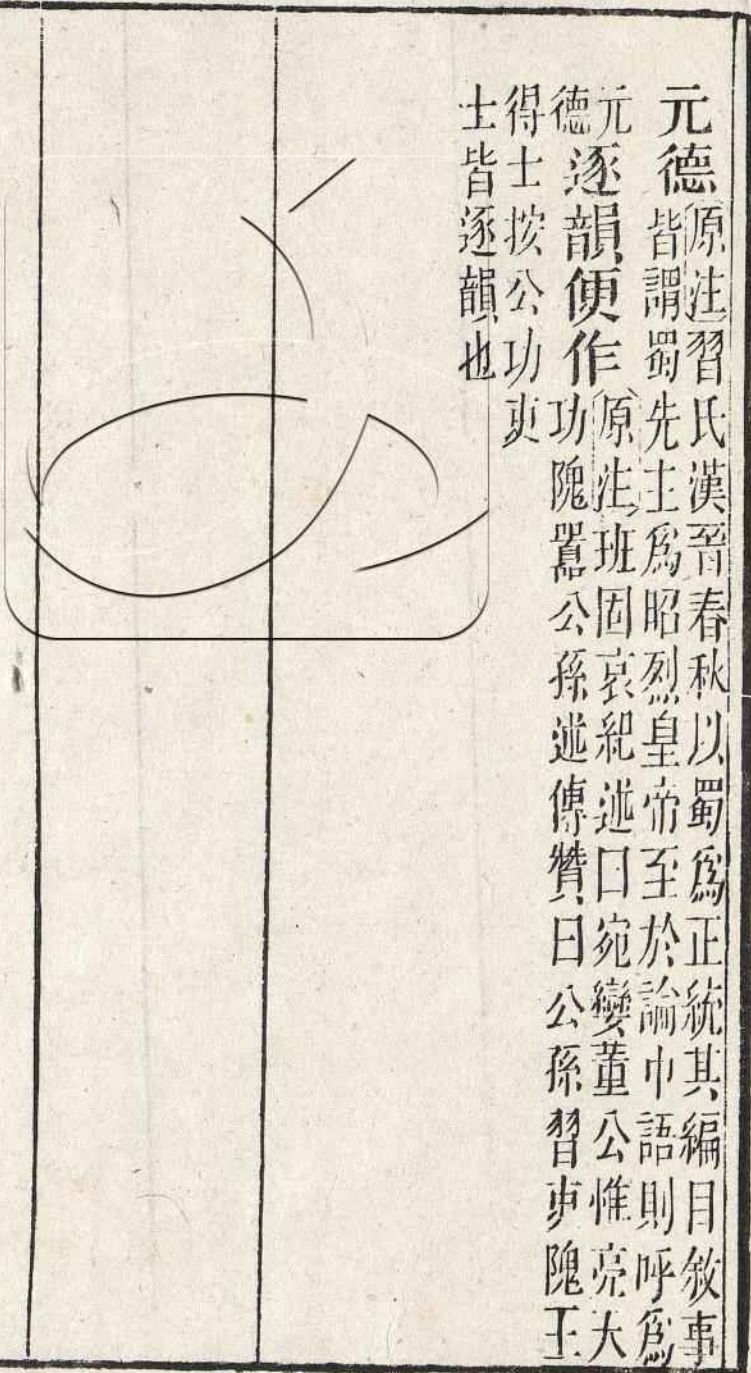 元德
原注習氏漢晉春秋以蜀爲正統其編目敘事
皆謂蜀先主爲昭烈皇帝至於論中語則呼爲
元
德
逐韻便作
原注班固哀紀述曰宛孌董公惟亮大
功隗囂公孫述傳贊曰公孫習吏隗王
得士按公功吏
士皆逐韻也